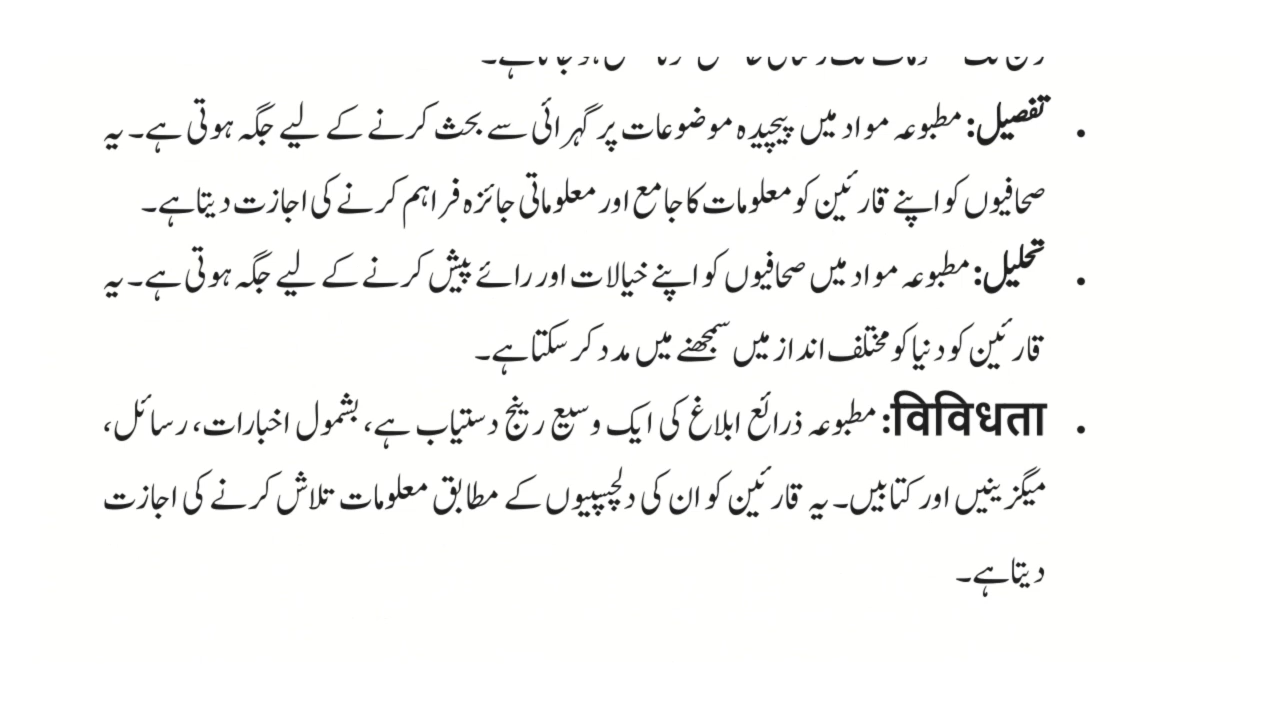 • تفصیل: مطبوعہ مواد میں پیچیدہ موضوعات پر گہرائی سے بحث کرنے کے لیے جگہ ہوتی ہے۔ یہ
صحافیوں کو اپنے قارئین کو معلومات کا جامع اور معلوماتی جائزہ فراہم کرنے کی اجازت دیتا ہے۔
• تحلیل: مطبوعہ مواد میں صحافیوں کو اپنے خیالات اور رائے پیش کرنے کے لیے جگہ ہوتی ہے۔ یہ
قارئین کو دنیا کو مختلف انداز میں سمجھنے میں مدد کر سکتا ہے۔
• विविधता: مطبوعہ ذرائع ابلاغ کی ایک وسیع رینج دستیاب ہے، بشمول اخبارات، رسائل،
میگزینیں اور کتابیں۔ یہ قارئین کو ان کی دلچسپیوں کے مطابق معلومات تلاش کرنے کی اجازت
دیتا ہے۔